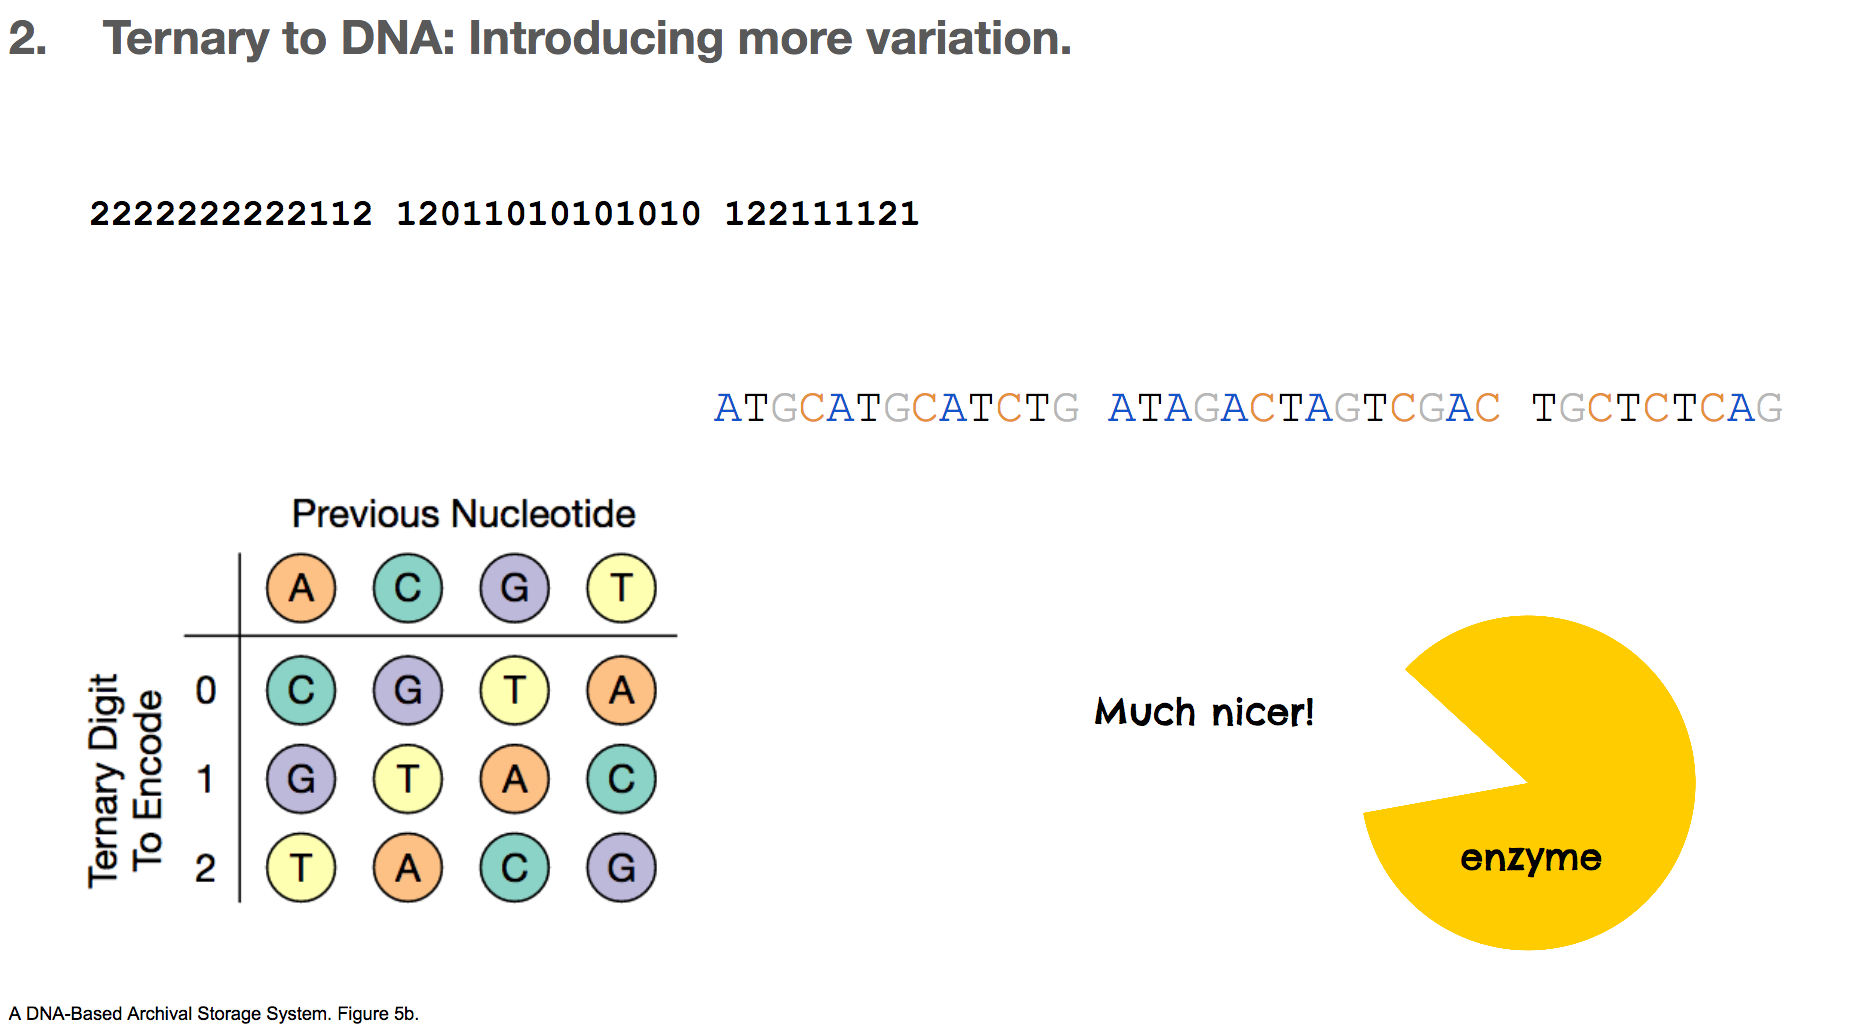 2. Ternary to DNA: Introducing more variation.
2222222222112 12011010101010 122111121
ATGCATGCATCTG ATAGACTAGTCGAC TGCTCTCAG
Previous Nucleotide
A C G T
Ternary Digit
To Encode
0 C G T A
1 G T A C
2 T A C G
Much nicer!
enzyme
A DNA-Based Archival Storage System. Figure 5b.